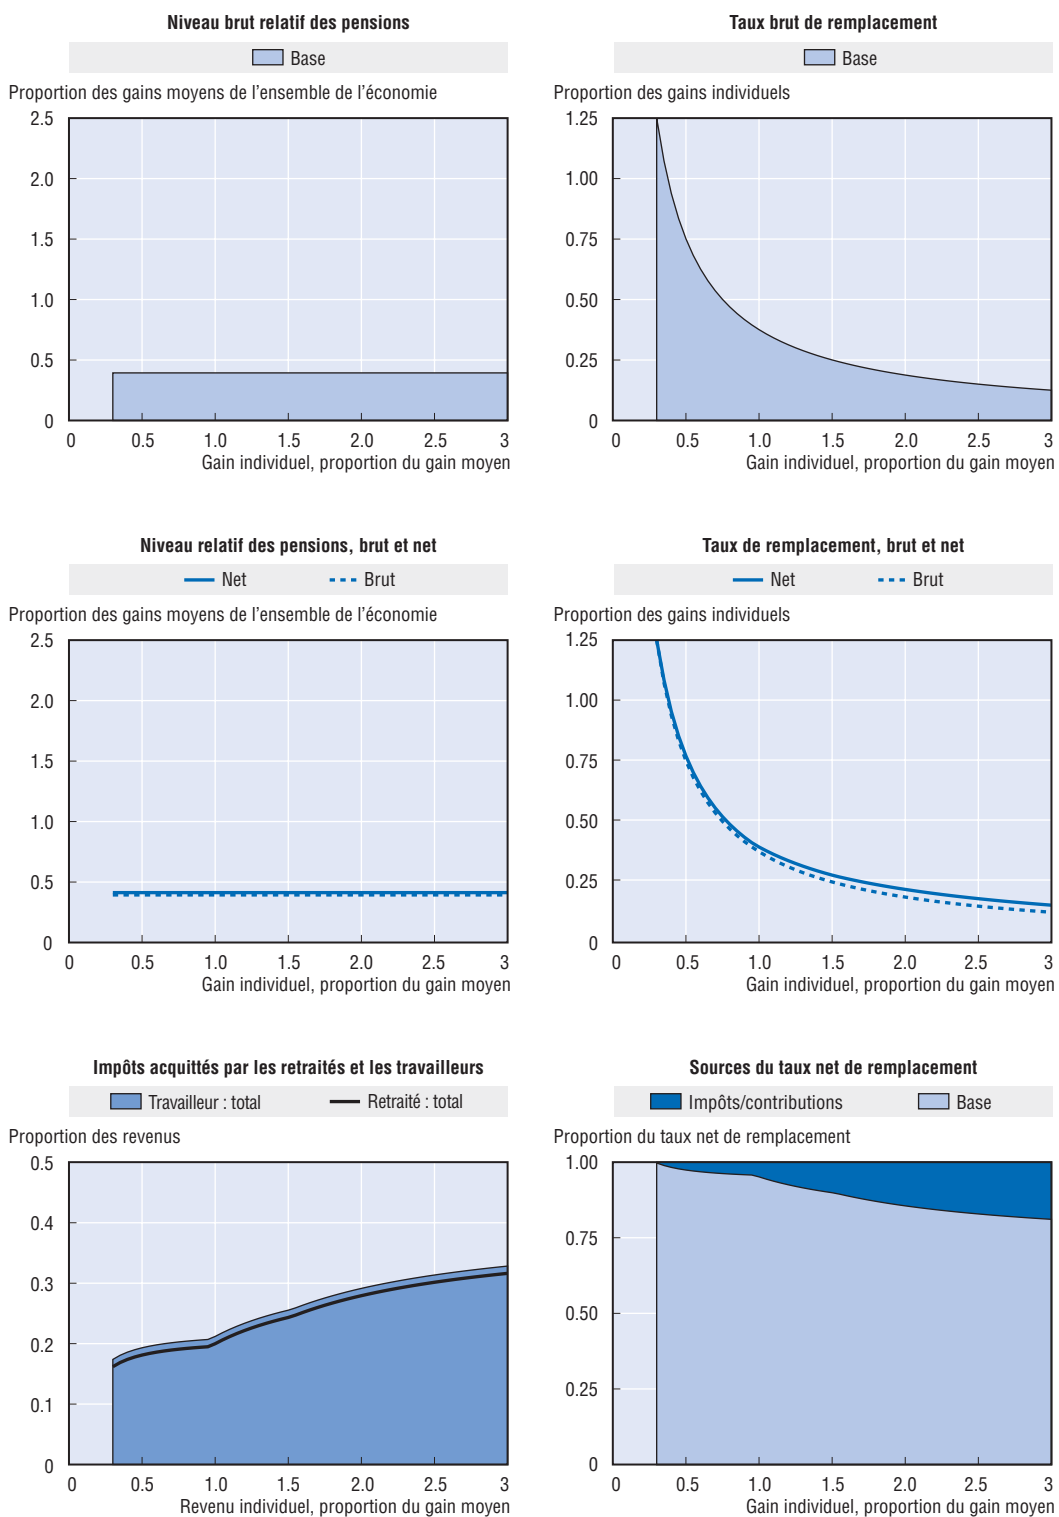 Niveau brut relatif des pensions
Base
Proportion des gains moyens de l'ensemble de l'économie
2.5
2.0
1.5
1.0
0.5
0
0 0.5 1.0 1.5 2.0 2.5 3
Gain individuel, proportion du gain moyen
Taux brut de remplacement
Base
Proportion des gains individuels
1.25
1.00
0.75
0.50
0.25
0
0 0.5 1.0 1.5 2.0 2.5 3
Gain individuel, proportion du gain moyen
Niveau relatif des pensions, brut et net
Net Brut
Proportion des gains moyens de l'ensemble de l'économie
2.5
2.0
1.5
1.0
0.5
0
0 0.5 1.0 1.5 2.0 2.5 3
Gain individuel, proportion du gain moyen
Taux de remplacement, brut et net
Net Brut
Proportion des gains individuels
1.25
1.00
0.75
0.50
0.25
0
0 0.5 1.0 1.5 2.0 2.5 3
Gain individuel, proportion du gain moyen
Impôts acquittés par les retraités et les travailleurs
Travailleur : total Retraité : total
Proportion des revenus
0.5
0.4
0.3
0.2
0.1
0
0 0.5 1.0 1.5 2.0 2.5 3
Revenu individuel, proportion du gain moyen
Sources du taux net de remplacement
Impôts/contributions Base
Proportion du taux net de remplacement
1.00
0.75
0.50
0.25
0
0 0.5 1.0 1.5 2.0 2.5 3
Gain individuel, proportion du gain moyen